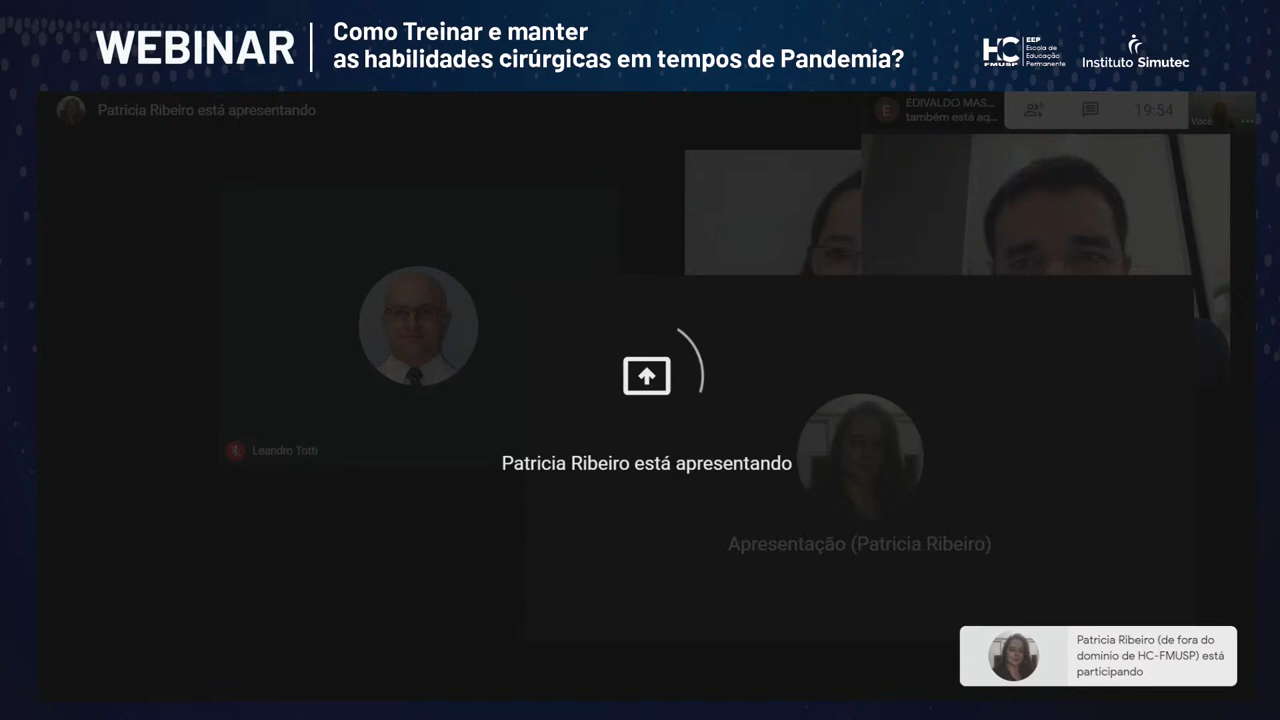 WEBINAR
Como Treinar e manter
as habilidades cirúrgicas em tempos de Pandemia?
HC
FMUSP
EEP
Escola de
Educação
Permanente
Instituto Simutec
Patricia Ribeiro está apresentando
E
EDIVALDO MAS...
também está aq...
19:54
Você
Leandro Totti
Patricia Ribeiro está apresentando
Apresentação (Patricia Ribeiro)
Patricia Ribeiro (de fora do
domínio de HC-FMUSP) está
participando